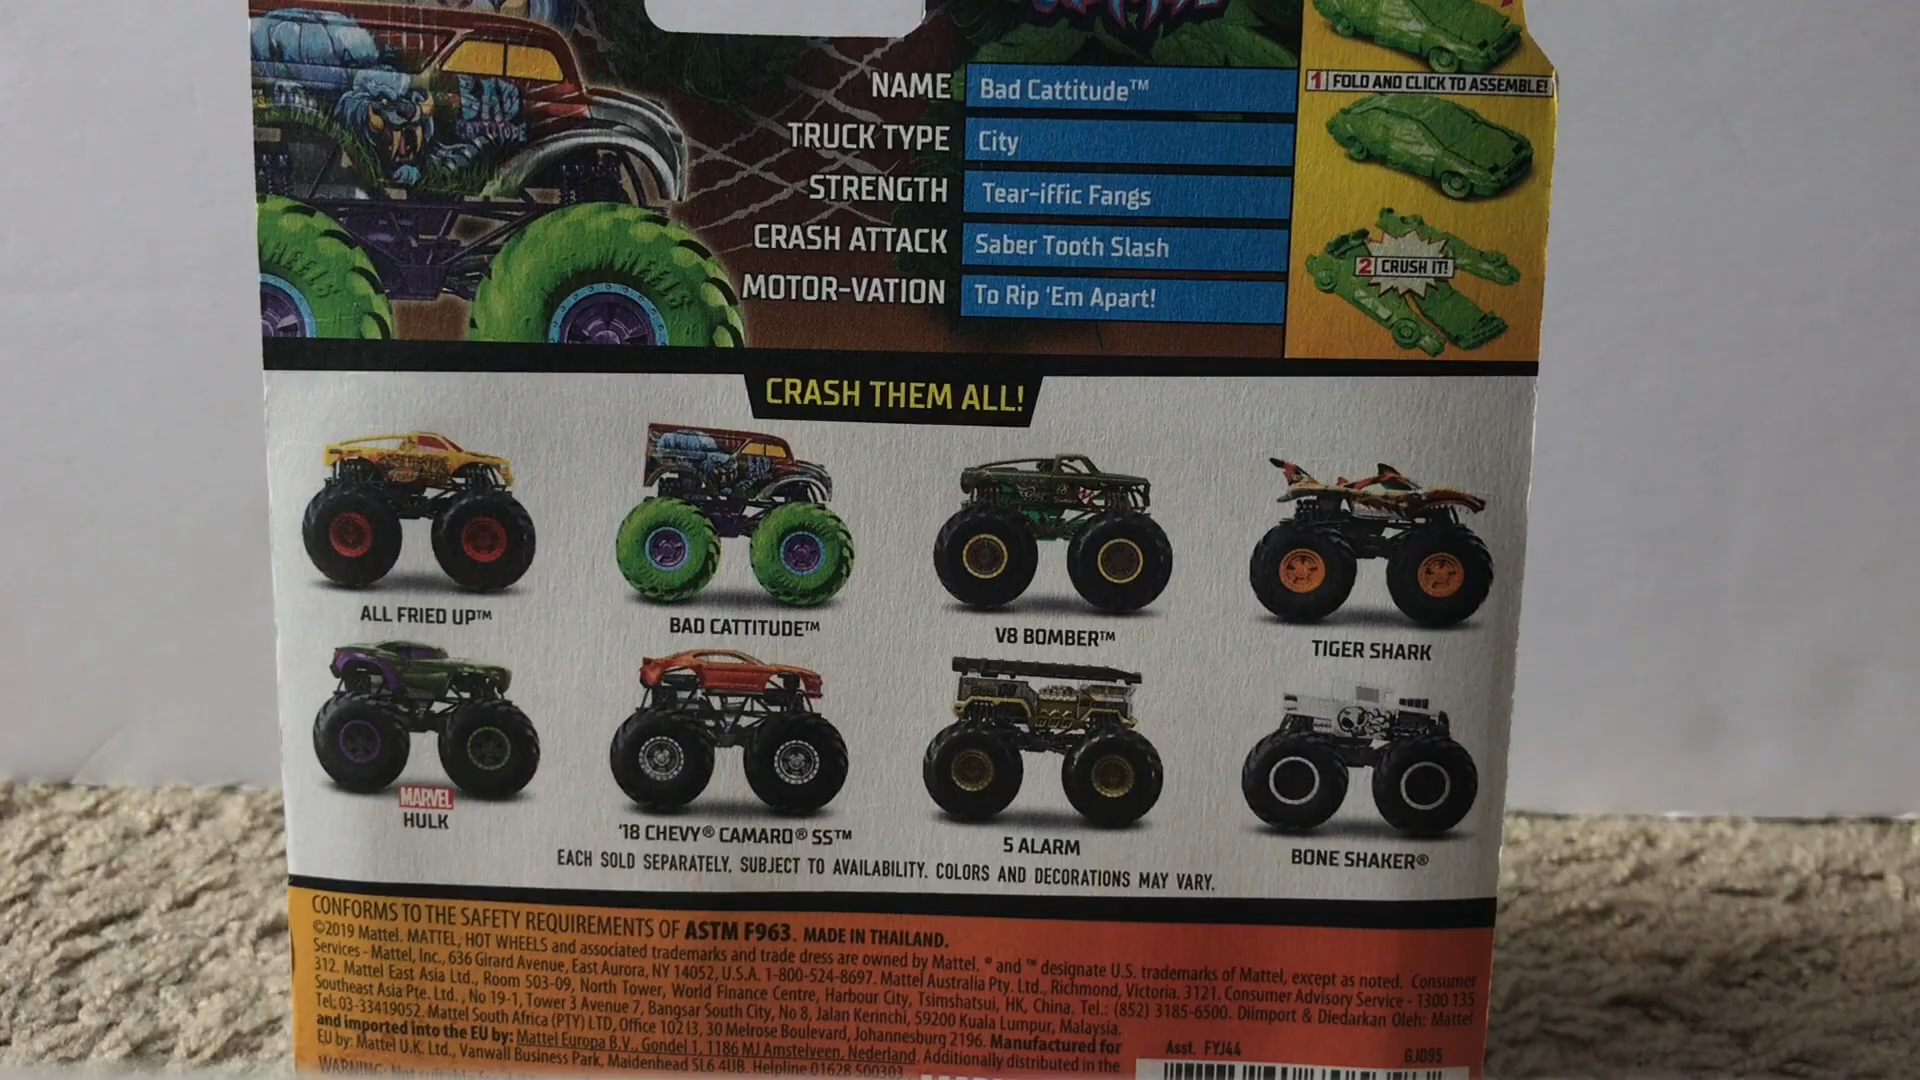 BAD
CATTITUDE
NAME Bad Cattitude™
TRUCK TYPE City
STRENGTH Tear-iffic Fangs
CRASH ATTACK Saber Tooth Slash
MOTOR-VATION To Rip 'Em Apart!
1 FOLD AND CLICK TO ASSEMBLE!
2 CRUSH IT!
CRASH THEM ALL!
ALL FRIED UP™
BAD CATTITUDE™
V8 BOMBER™
TIGER SHARK
MARVEL
HULK
'18 CHEVY® CAMARO® SS™
5 ALARM
BONE SHAKER®
EACH SOLD SEPARATELY. SUBJECT TO AVAILABILITY. COLORS AND DECORATIONS MAY VARY.
CONFORMS TO THE SAFETY REQUIREMENTS OF ASTM F963. MADE IN THAILAND.
©2019 Mattel. MATTEL, HOT WHEELS and associated trademarks and trade dress are owned by Mattel. ® and ™ designate U.S. trademarks of Mattel, except as noted. Consumer
Services - Mattel, Inc., 636 Girard Avenue, East Aurora, NY 14052, U.S.A. 1-800-524-8697. Mattel Australia Pty. Ltd., Richmond, Victoria. 3121. Consumer Advisory Service - 1300 135
312. Mattel East Asia Ltd., Room 503-09, North Tower, World Finance Centre, Harbour City, Tsimshatsui, HK, China. Tel.: (852) 3185-6500. Diimport & Diedarkan Oleh: Mattel
Southeast Asia Pte. Ltd., No 19-1, Tower 3 Avenue 7, Bangsar South City, No 8, Jalan Kerinchi, 59200 Kuala Lumpur, Malaysia.
Tel: 03-33419052. Mattel South Africa (PTY) LTD, Office 102 I3, 30 Melrose Boulevard, Johannesburg 2196. Manufactured for
and imported into the EU by: Mattel Europa B.V., Gondel 1, 1186 MJ Amstelveen, Nederland. Additionally distributed in the
EU by: Mattel U.K. Ltd., Vanwall Business Park, Maidenhead SL6 4UB. Helpline 01628 500303.
WARNING: Not suitable
Asst. FYJ44
GJD95